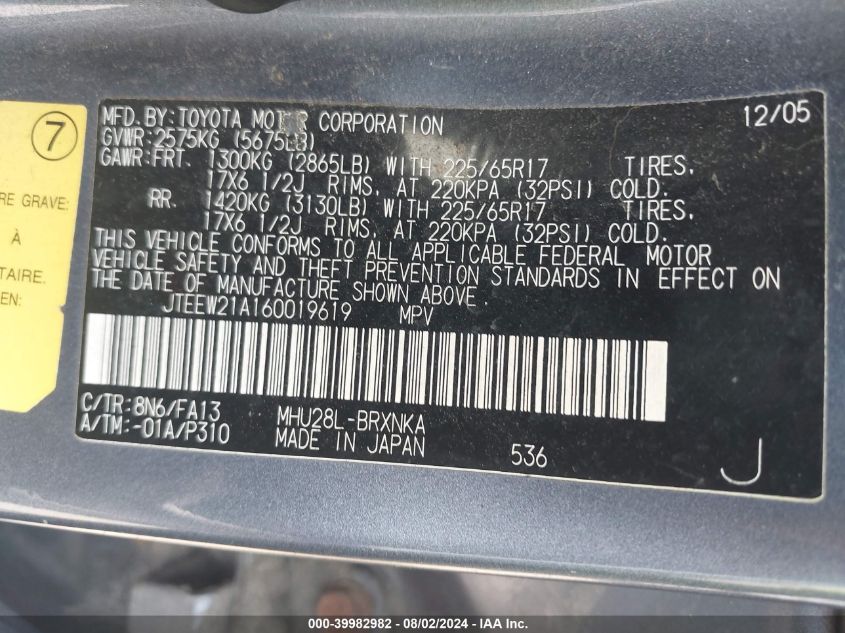 7
RE GRAVE:
À
TAIRE.
EN:
MFD. BY: TOYOTA MOTOR CORPORATION 12/05
GVWR: 2575KG (5675LB)
GAWR: FRT. 1300KG (2865LB) WITH 225/65R17 TIRES,
17X6 1/2J RIMS, AT 220KPA (32PSI) COLD.
RR. 1420KG (3130LB) WITH 225/65R17 TIRES,
17X6 1/2J RIMS, AT 220KPA (32PSI) COLD.
THIS VEHICLE CONFORMS TO ALL APPLICABLE FEDERAL MOTOR
VEHICLE SAFETY AND THEFT PREVENTION STANDARDS IN EFFECT ON
THE DATE OF MANUFACTURE SHOWN ABOVE.
JTEEW21A160019619 MPV
C/TR: 8N6/FA13 MHU28L-BRXNKA
A/TM: -01A/P310 MADE IN JAPAN 536 J
000-39982982 - 08/02/2024 - IAA Inc.